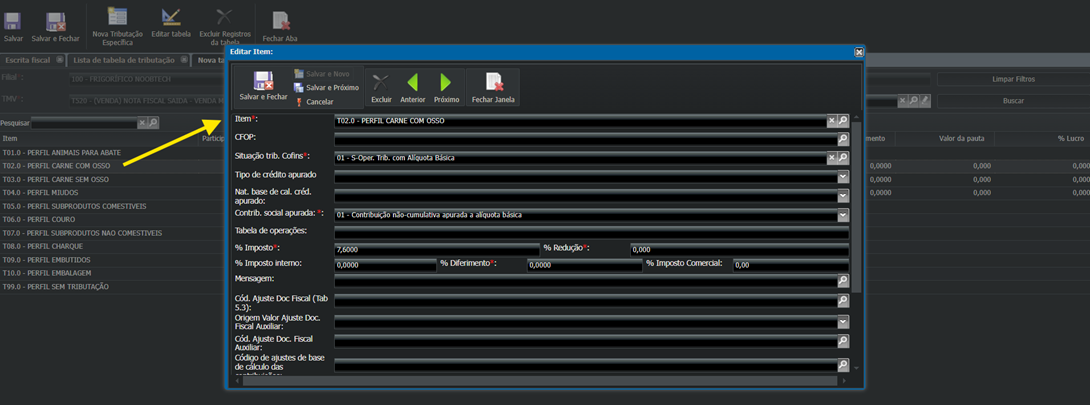 Salvar
Salvar e Fechar
Nova Tributação
Específica
Editar tabela
Excluir Registros
da tabela
Fechar Aba
Escrita fiscal
Lista de tabela de tributação
Nova ta
Filial*:
100 - FRIGORÍFICO NOORTECH
TMV*:
T520 - (VENDA) NOTA FISCAL SAIDA - VENDA M
Limpar Filtros
Buscar
Pesquisar
Item
Particip
mento
Valor da pauta
% Lucro
T01.0 - PERFIL ANIMAIS PARA ABATE
T02.0 - PERFIL CARNE COM OSSO
0,0000
0,000
0,0000
T03.0 - PERFIL CARNE SEM OSSO
0,0000
0,000
0,0000
T04.0 - PERFIL MIUDOS
0,0000
0,000
0,0000
T05.0 - PERFIL SUBPRODUTOS COMESTIVEIS
T06.0 - PERFIL COURO
T07.0 - PERFIL SUBPRODUTOS NAO COMESTIVEIS
T08.0 - PERFIL CHARQUE
T09.0 - PERFIL EMBUTIDOS
T10.0 - PERFIL EMBALAGEM
T99.0 - PERFIL SEM TRIBUTAÇÃO
Editar Item:
Salvar e Fechar
Salvar e Novo
Salvar e Próximo
Cancelar
Excluir
Anterior
Próximo
Fechar Janela
Item*:
T02.0 - PERFIL CARNE COM OSSO
CFOP:
Situação trib. Cofins*:
01 - S-Oper. Trib. com Alíquota Básica
Tipo de crédito apurado
Nat. base de cal. créd.
apurado:
Contrib. social apurada: *:
01 - Contribuição não-cumulativa apurada a alíquota básica
Tabela de operações:
% Imposto*:
7,6000
% Redução*:
0,000
% Imposto interno:
0,0000
% Diferimento*:
0,0000
% Imposto Comercial:
0,00
Mensagem:
Cód. Ajuste Doc Fiscal (Tab
5.3):
Origem Valor Ajuste Doc.
Fiscal Auxiliar:
Cód. Ajuste Doc. Fiscal
Auxiliar:
Código de ajustes de base
de cálculo das